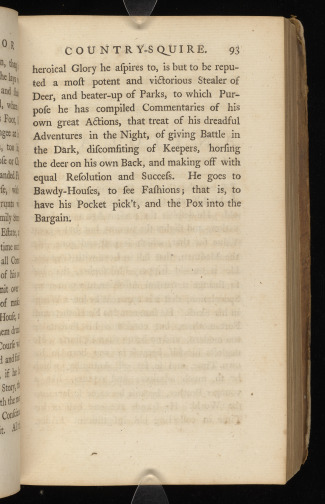 COUNTRY-SQUIRE. 93
heroical Glory he aſpires to, is but to be repu-
ted a moſt potent and victorious Stealer of
Deer, and beater-up of Parks, to which Pur-
poſe he has compiled Commentaries of his
own great Actions, that treat of his dreadful
Adventures in the Night, of giving Battle in
the Dark, diſcomfiting of Keepers, horſing
the deer on his own Back, and making off with
equal Reſolution and Succeſs. He goes to
Bawdy-Houſes, to ſee Faſhions; that is, to
have his Pocket pick't, and the Pox into the
Bargain.